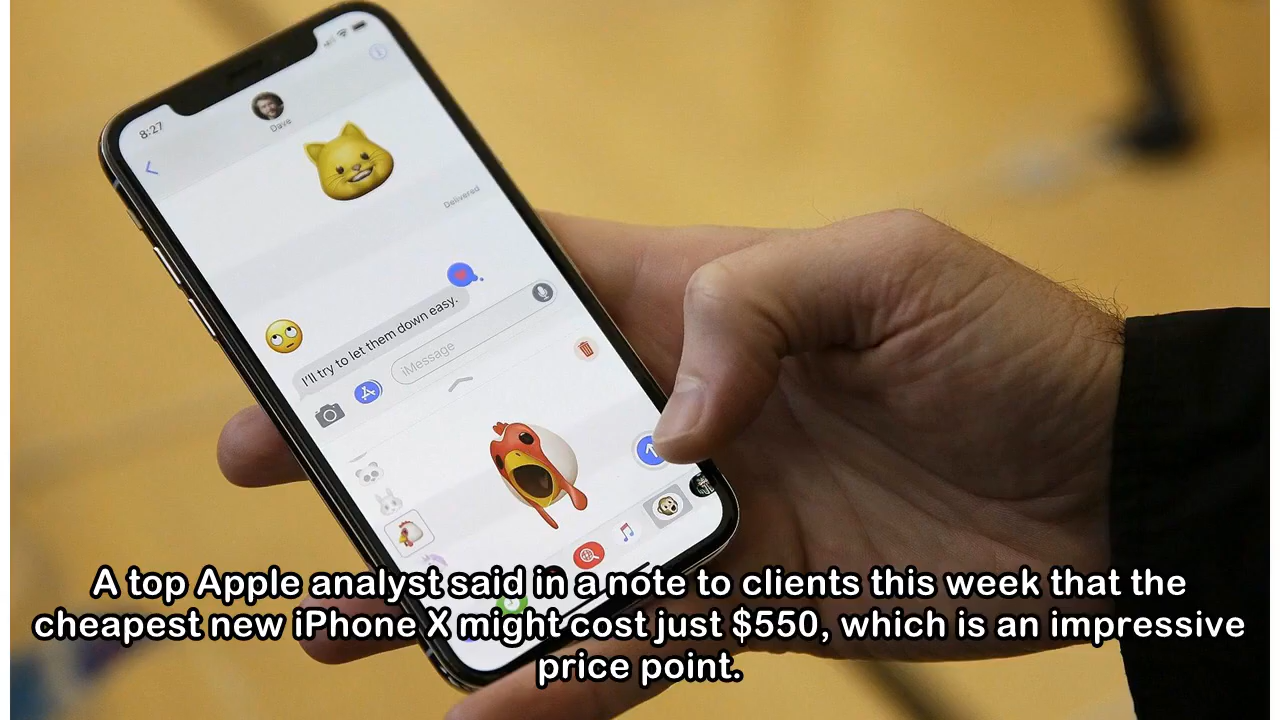 8:27
Dave
Delivered
I'll try to let them down easy.
iMessage
A top Apple analyst said in a note to clients this week that the
cheapest new iPhone X might cost just $550, which is an impressive
price point.